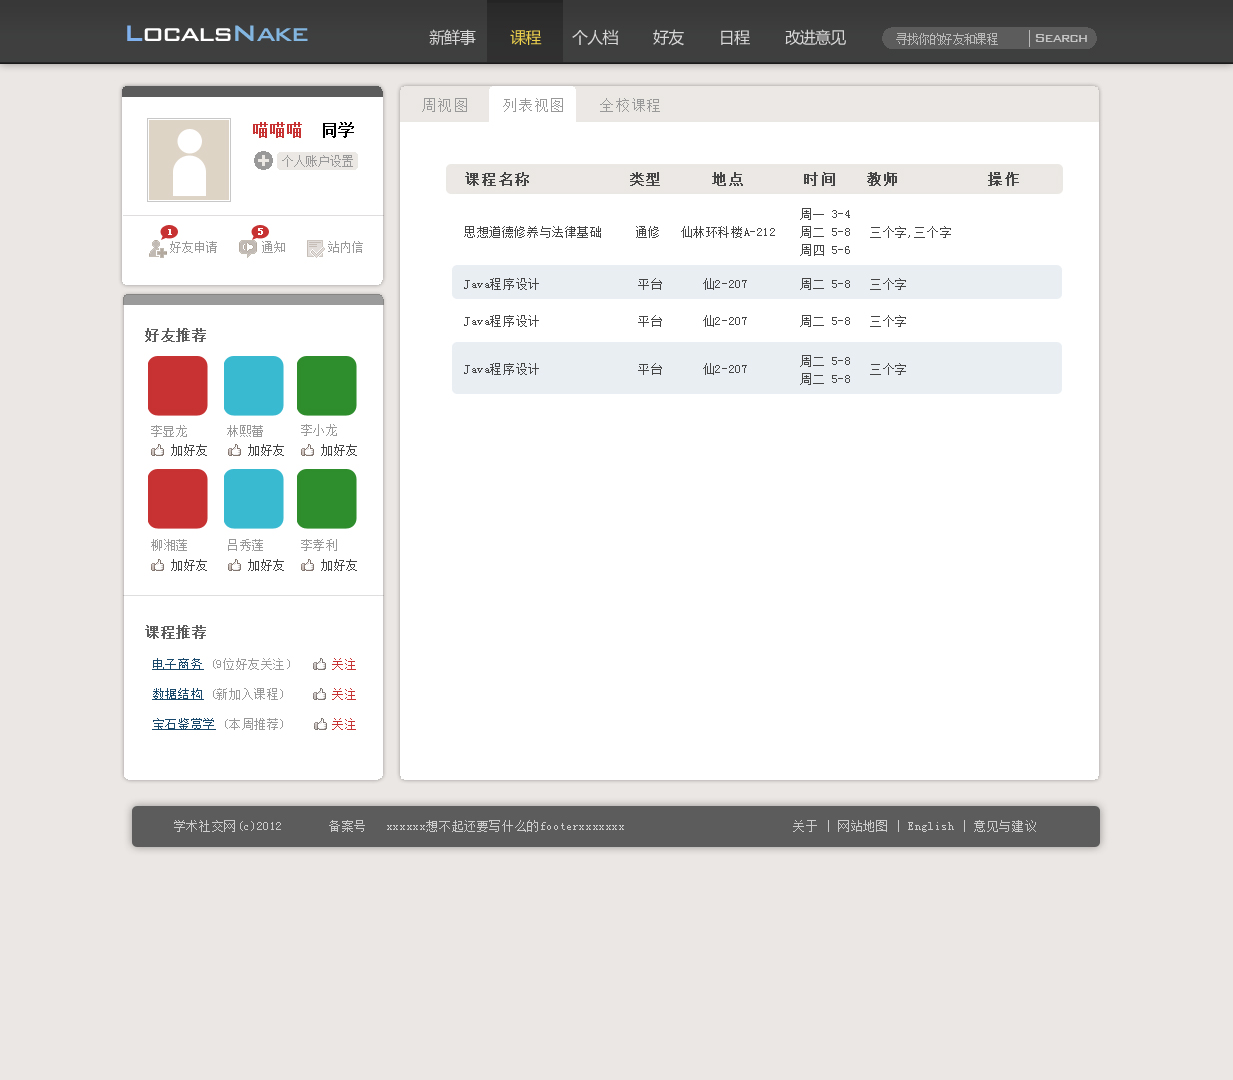 LocalsNake
新鲜事 课程 个人档 好友 日程 改进意见
寻找你的好友和课程 | Search
喵喵喵 同学
个人账户设置
1 好友申请 5 通知 站内信
好友推荐
李显龙 林熙蕾 李小龙
加好友 加好友 加好友
柳湘莲 吕秀莲 李孝利
加好友 加好友 加好友
课程推荐
电子商务 (9位好友关注) 关注
数据结构 (新加入课程) 关注
宝石鉴赏学 (本周推荐) 关注
周视图 列表视图 全校课程
课程名称 类型 地点 时间 教师 操作
思想道德修养与法律基础 通修 仙林环科楼A-212 周一 3-4 三个字,三个字
周二 5-8
周四 5-6
Java程序设计 平台 仙2-207 周二 5-8 三个字
Java程序设计 平台 仙2-207 周二 5-8 三个字
Java程序设计 平台 仙2-207 周二 5-8 三个字
周二 5-8
学术社交网(c)2012 备案号 xxxxxx想不起还要写什么的footerxxxxxxx 关于 | 网站地图 | English | 意见与建议